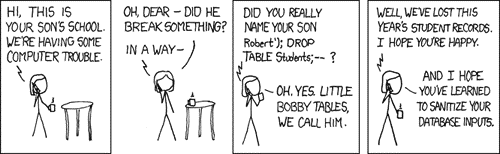 HI, THIS IS
YOUR SON'S SCHOOL.
WE'RE HAVING SOME
COMPUTER TROUBLE.
OH, DEAR – DID HE
BREAK SOMETHING?
IN A WAY–
DID YOU REALLY
NAME YOUR SON
Robert'); DROP
TABLE Students;-- ?
OH, YES. LITTLE
BOBBY TABLES,
WE CALL HIM.
WELL, WE'VE LOST THIS
YEAR'S STUDENT RECORDS.
I HOPE YOU'RE HAPPY.
AND I HOPE
YOU'VE LEARNED
TO SANITIZE YOUR
DATABASE INPUTS.